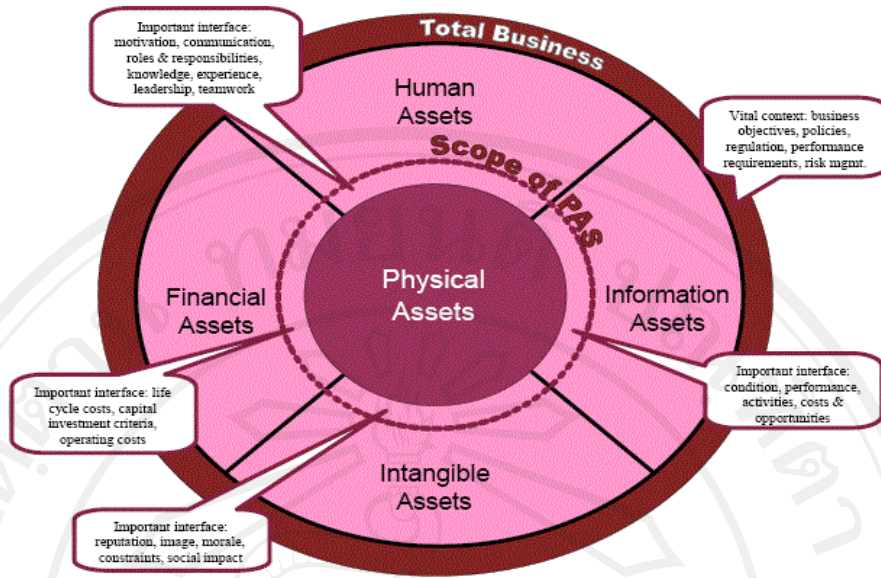 Important interface:
motivation, communication,
roles & responsibilities,
knowledge, experience,
leadership, teamwork
Total Business
Human
Assets
Vital context: business
objectives, policies,
regulation, performance
requirements, risk mgmt.
Scope of PAS
Physical
Assets
Financial
Assets
Information
Assets
Important interface: life
cycle costs, capital
investment criteria,
operating costs
Important interface:
condition, performance,
activities, costs &
opportunities
Intangible
Assets
Important interface:
reputation, image, morale,
constraints, social impact